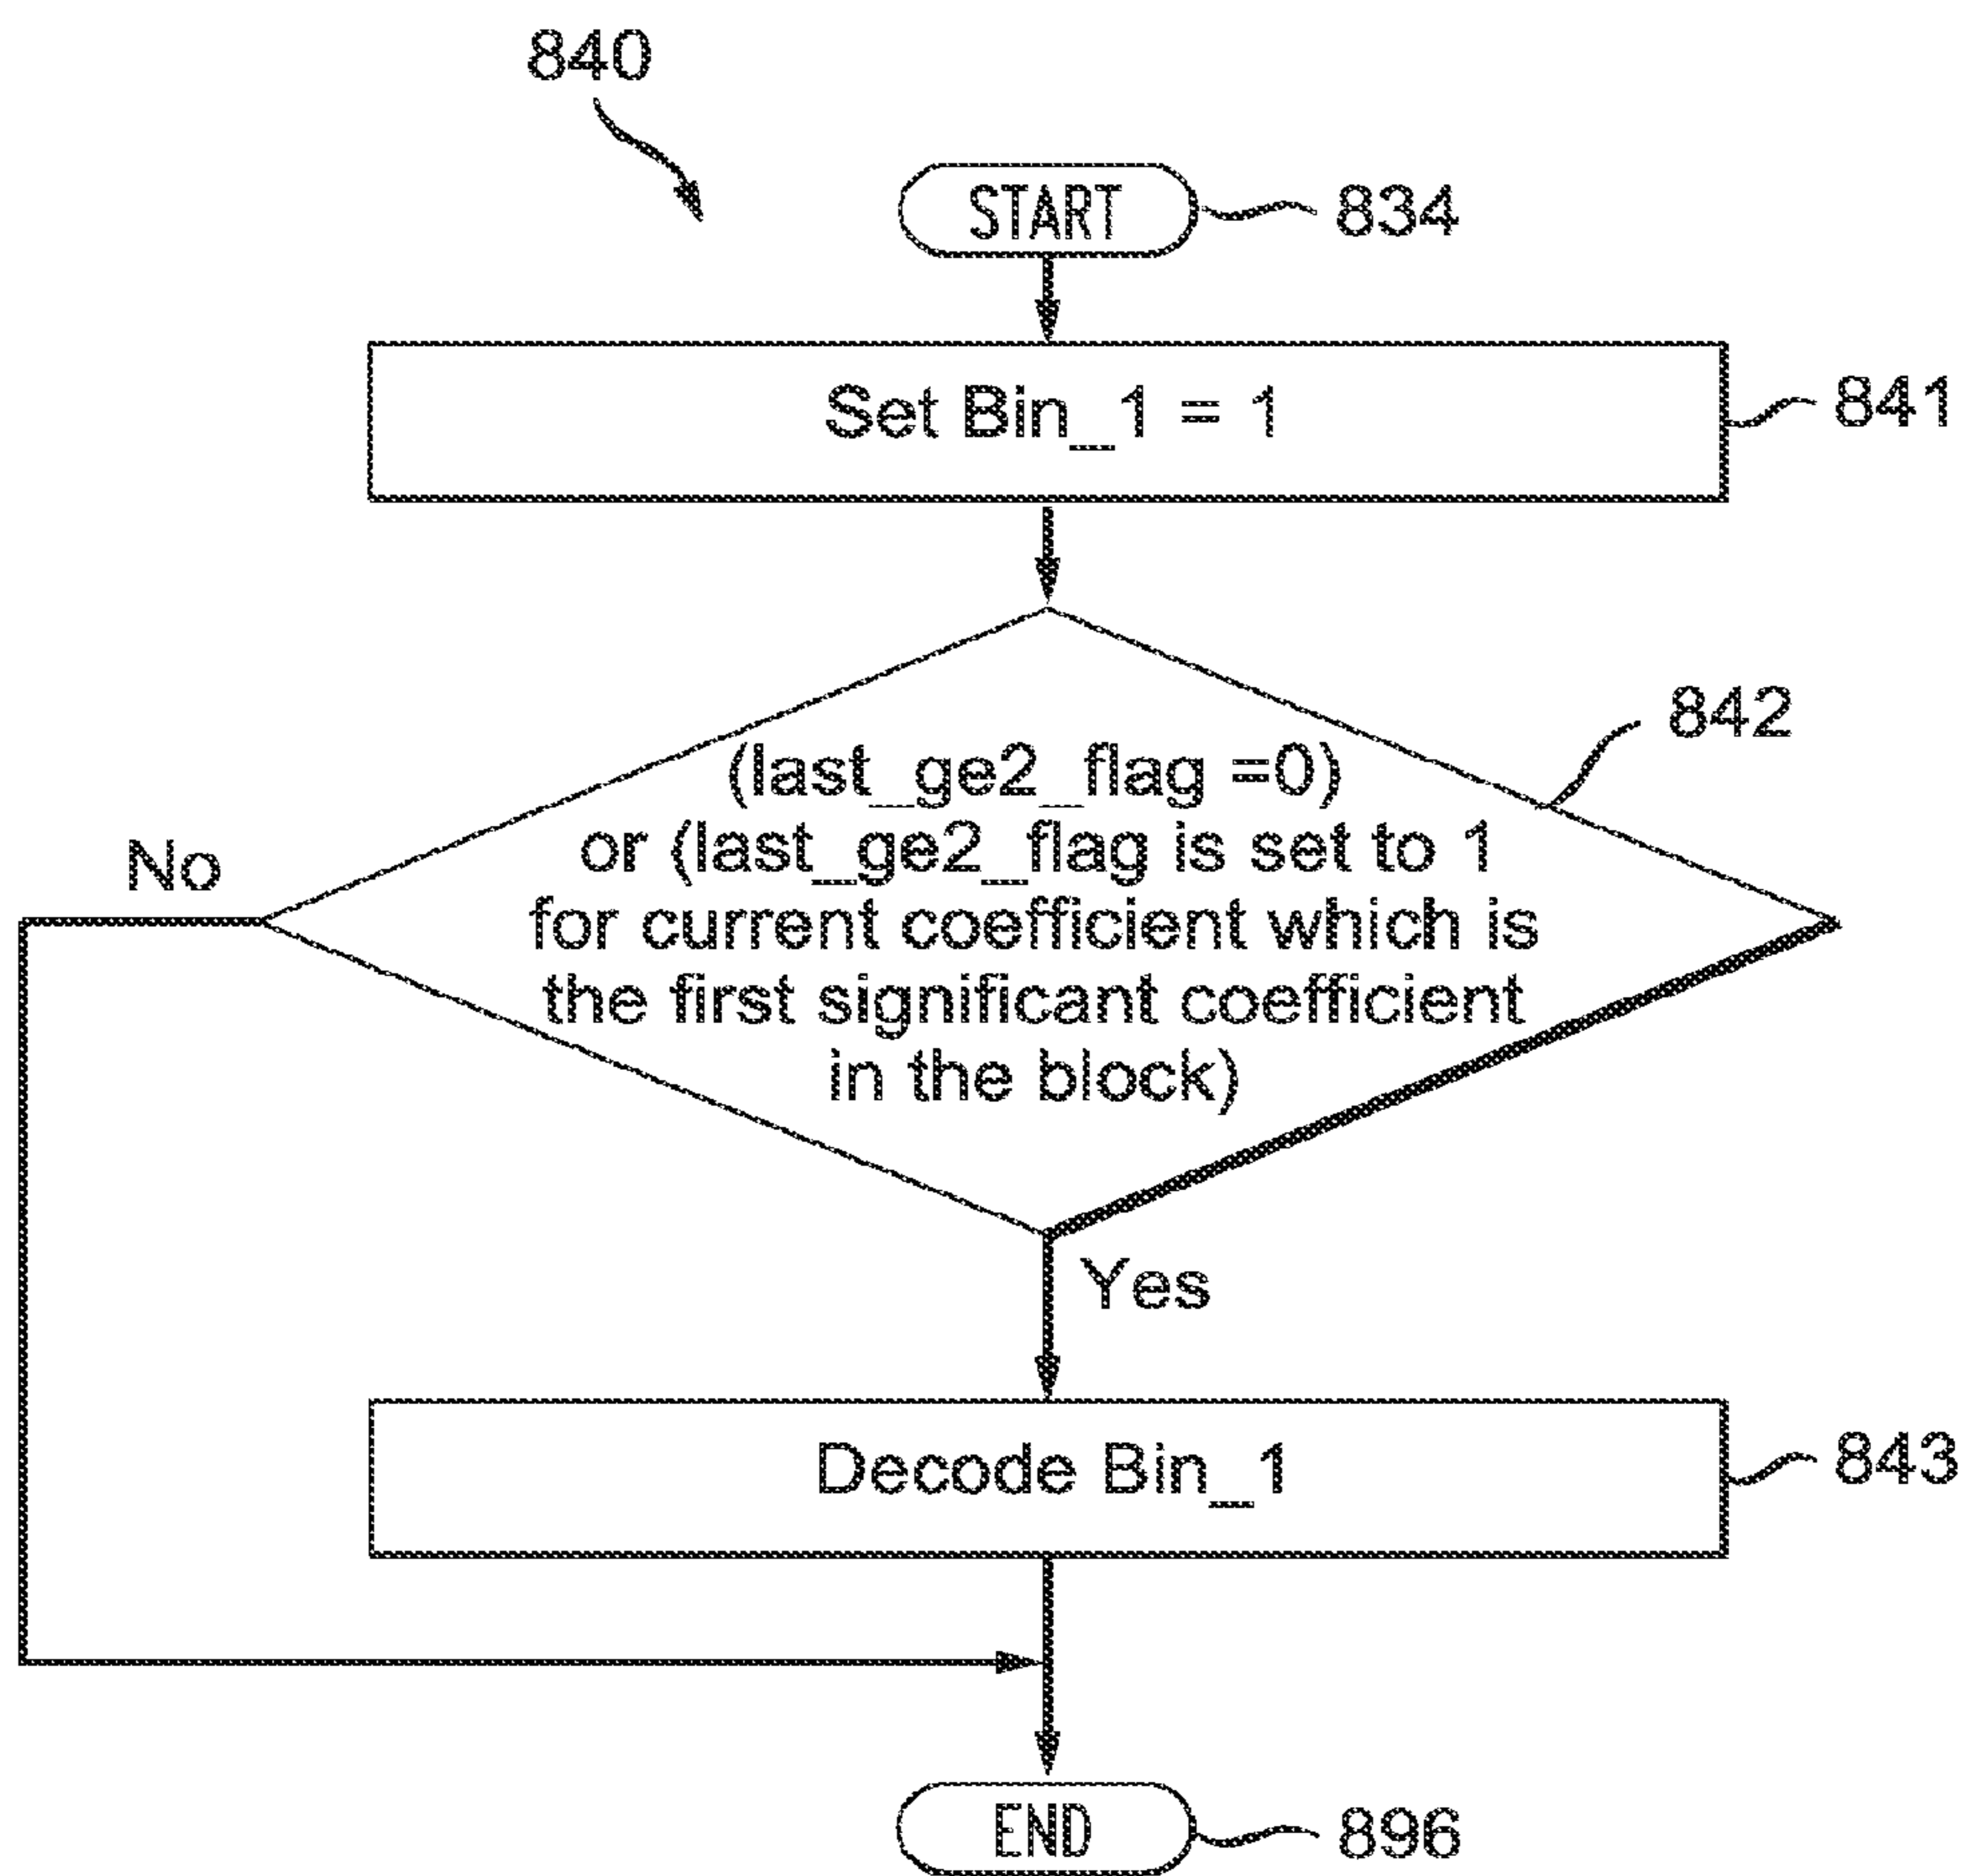 840
START
834
Set Bin_1 = 1
841
842
(last_ge2_flag =0)
or (last_ge2_flag is set to 1
for current coefficient which is
the first significant coefficient
in the block)
No
Yes
Decode Bin_1
843
END
896